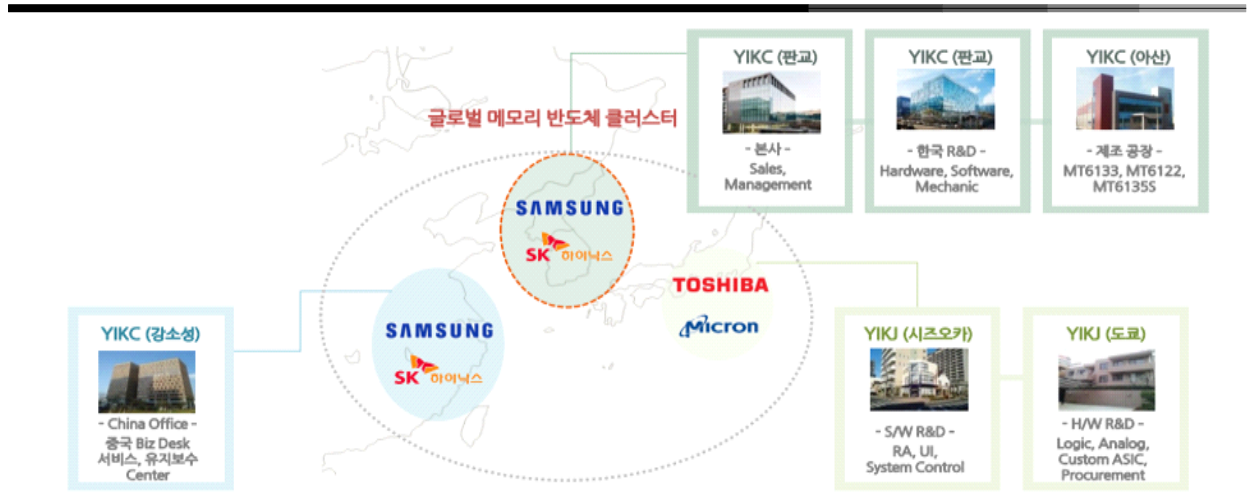 글로벌 메모리 반도체 클러스터
YIKC (판교)
- 본사 -
Sales,
Management
YIKC (판교)
- 한국 R&D -
Hardware, Software,
Mechanic
YIKC (아산)
- 제조 공장 -
MT6133, MT6122,
MT6135S
SAMSUNG
SK 하이닉스
TOSHIBA
Micron
SAMSUNG
SK 하이닉스
YIKC (강소성)
- China Office -
중국 Biz Desk
서비스, 유지보수
Center
YIKJ (시즈오카)
- S/W R&D -
RA, UI,
System Control
YIKJ (도쿄)
- H/W R&D -
Logic, Analog,
Custom ASIC,
Procurement